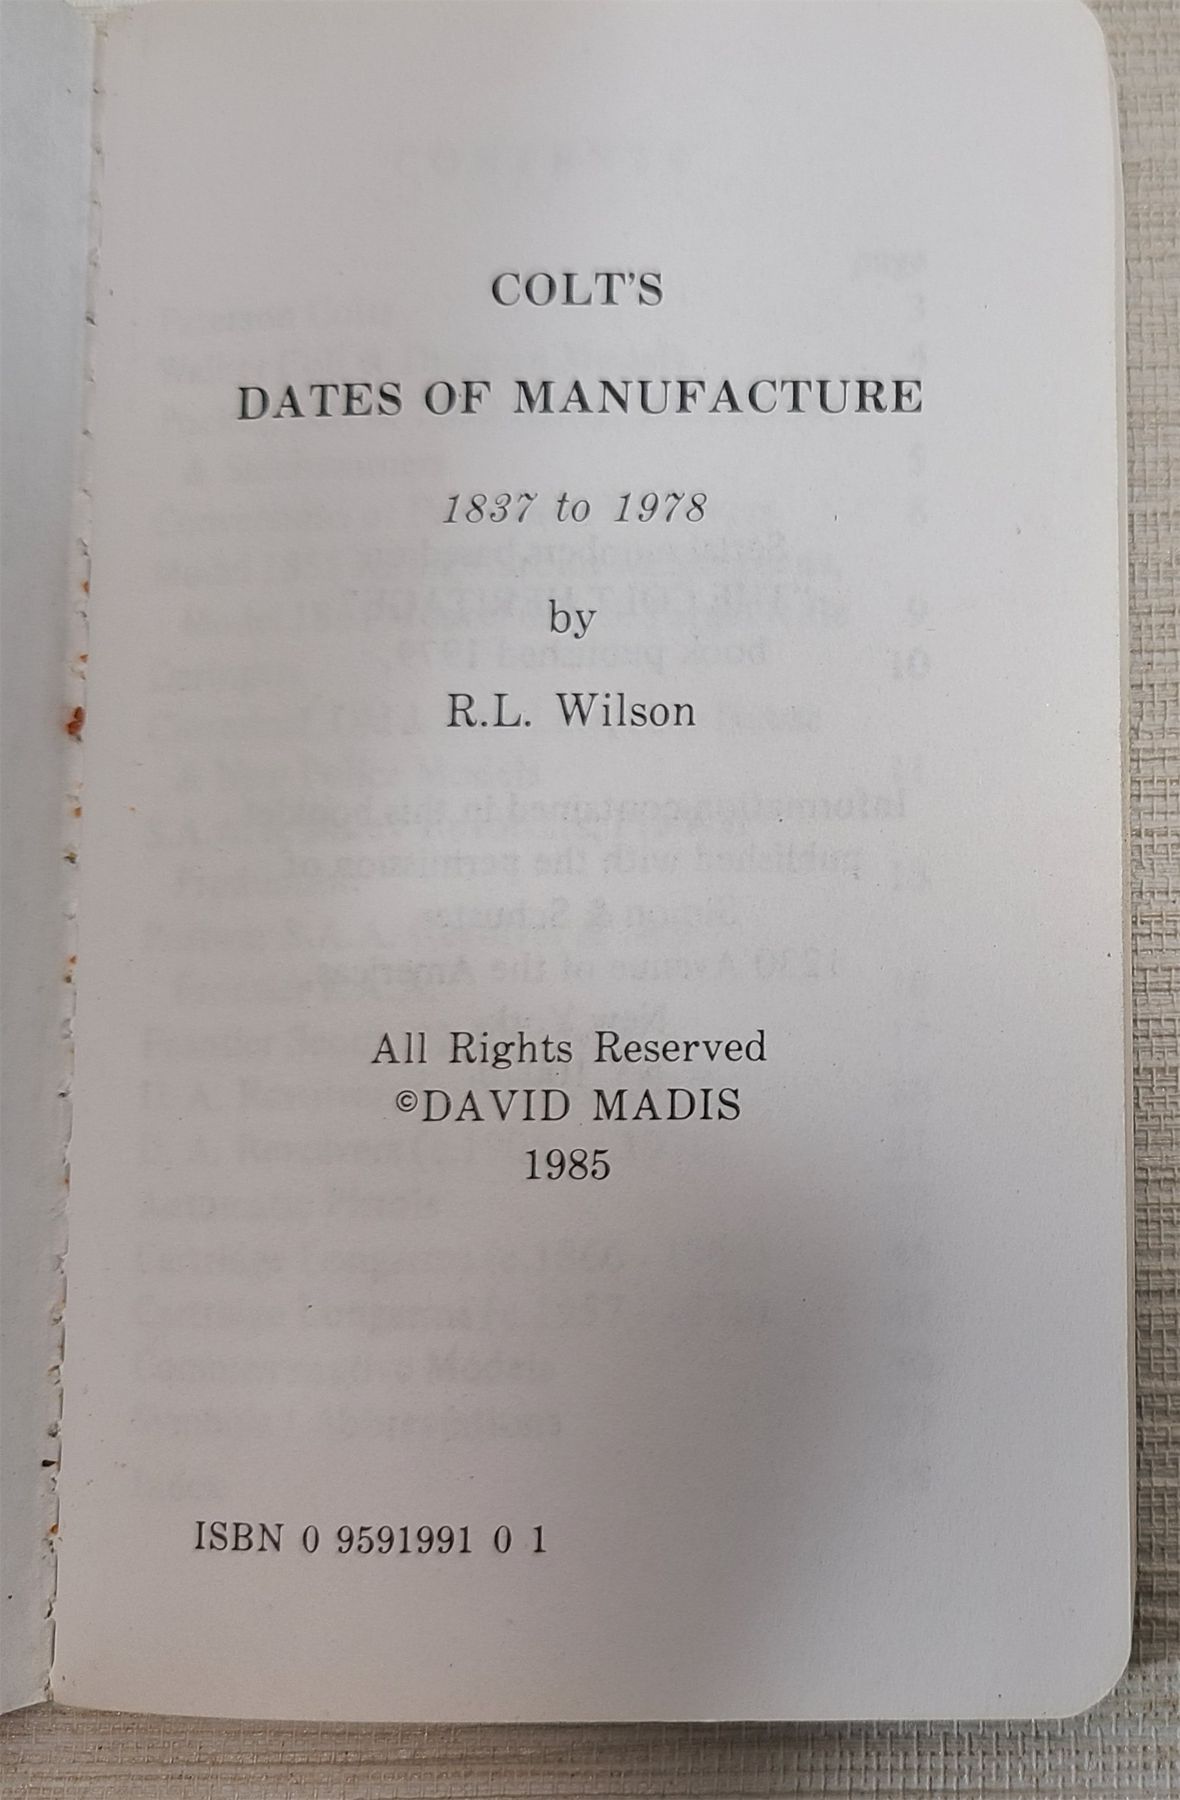 COLT'S
DATES OF MANUFACTURE
1837 to 1978
by
R.L. Wilson
All Rights Reserved
©DAVID MADIS
1985
ISBN 0 9591991 0 1